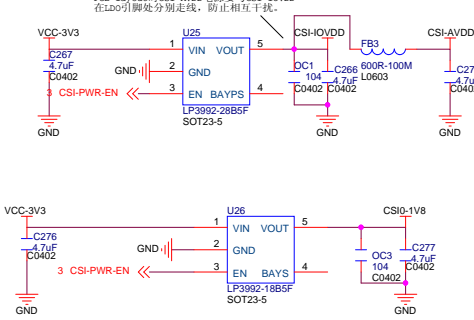 在LDO引脚处分别走线，防止相互干扰。
VCC-3V3
U25
CSI-IOVDD
FB3
CSI-AVDD
C267
4.7uF
C0402
1
VIN
VOUT
5
GND
2
GND
3 CSI-PWR-EN
3
EN
BAYPS
4
LP3992-28B5F
SOT23-5
OC1
104
C0402
C266
4.7uF
C0402
600R-100M
L0603
GND
GND
GND
VCC-3V3
U26
CSI0-1V8
C276
4.7uF
C0402
1
VIN
VOUT
5
GND
2
GND
3 CSI-PWR-EN
3
EN
BAYS
4
LP3992-18B5F
SOT23-5
OC3
104
C0402
C277
4.7uF
C0402
GND
GND